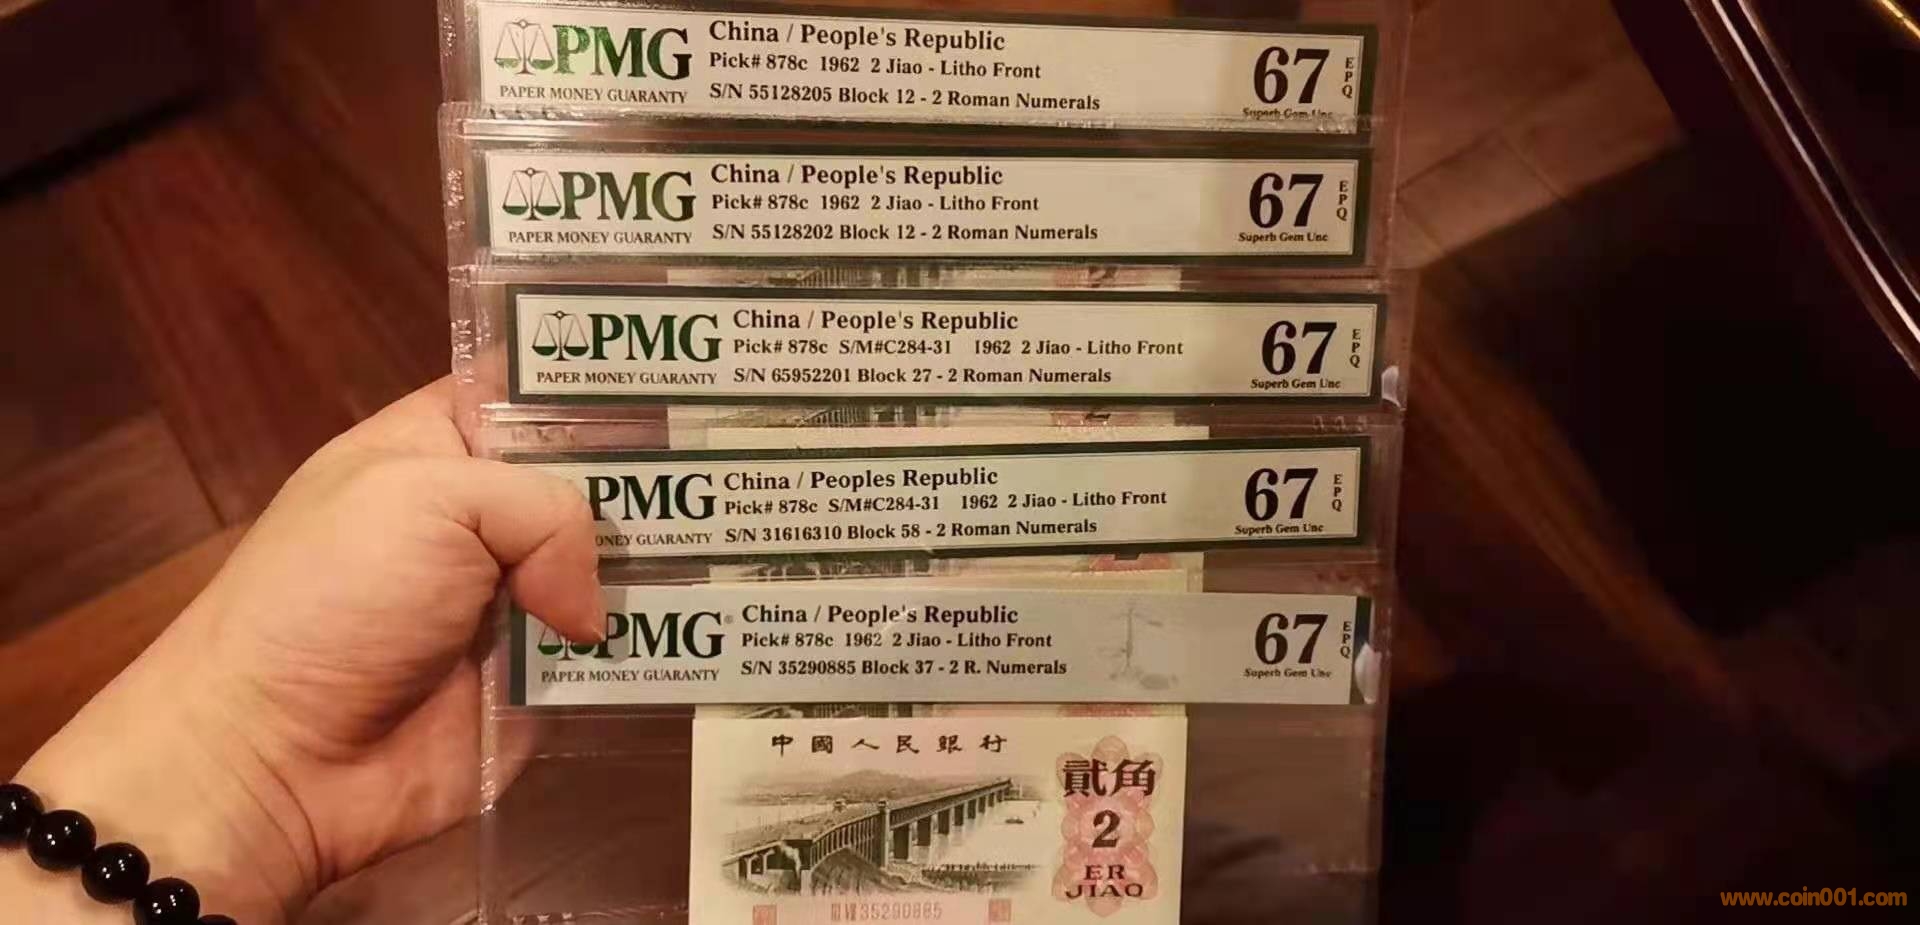 PMG
PAPER MONEY GUARANTY
China / People's Republic
Pick# 878c 1962 2 Jiao - Litho Front
S/N 55128205 Block 12 - 2 Roman Numerals
67
EPQ
Superb Gem Unc
PMG
PAPER MONEY GUARANTY
China / People's Republic
Pick# 878c 1962 2 Jiao - Litho Front
S/N 55128202 Block 12 - 2 Roman Numerals
67
EPQ
Superb Gem Unc
PMG
PAPER MONEY GUARANTY
China / People's Republic
Pick# 878c S/M#C284-31 1962 2 Jiao - Litho Front
S/N 65952201 Block 27 - 2 Roman Numerals
67
EPQ
Superb Gem Unc
PMG
ONEY GUARANTY
China / Peoples Republic
Pick# 878c S/M#C284-31 1962 2 Jiao - Litho Front
S/N 31616310 Block 58 - 2 Roman Numerals
67
EPQ
Superb Gem Unc
PMG®
PAPER MONEY GUARANTY
China / People's Republic
Pick# 878c 1962 2 Jiao - Litho Front
S/N 35290885 Block 37 - 2 R. Numerals
67
EPQ
Superb Gem Unc
中國人民銀行
貳角
2
ER
JIAO
35290885
www.coin001.com